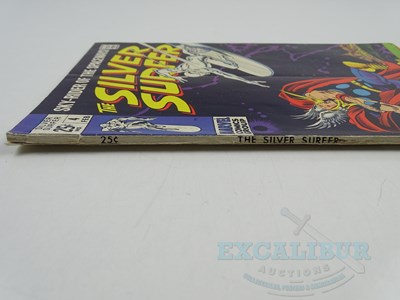 SKY-RIDER OF THE SPACEWAYS!
THE SILVER
SURFER
25¢ 4 FEB
MARVEL
COMICS
GROUP
25¢ THE SILVER SURFER
EXCALIBUR
AUCTIONS